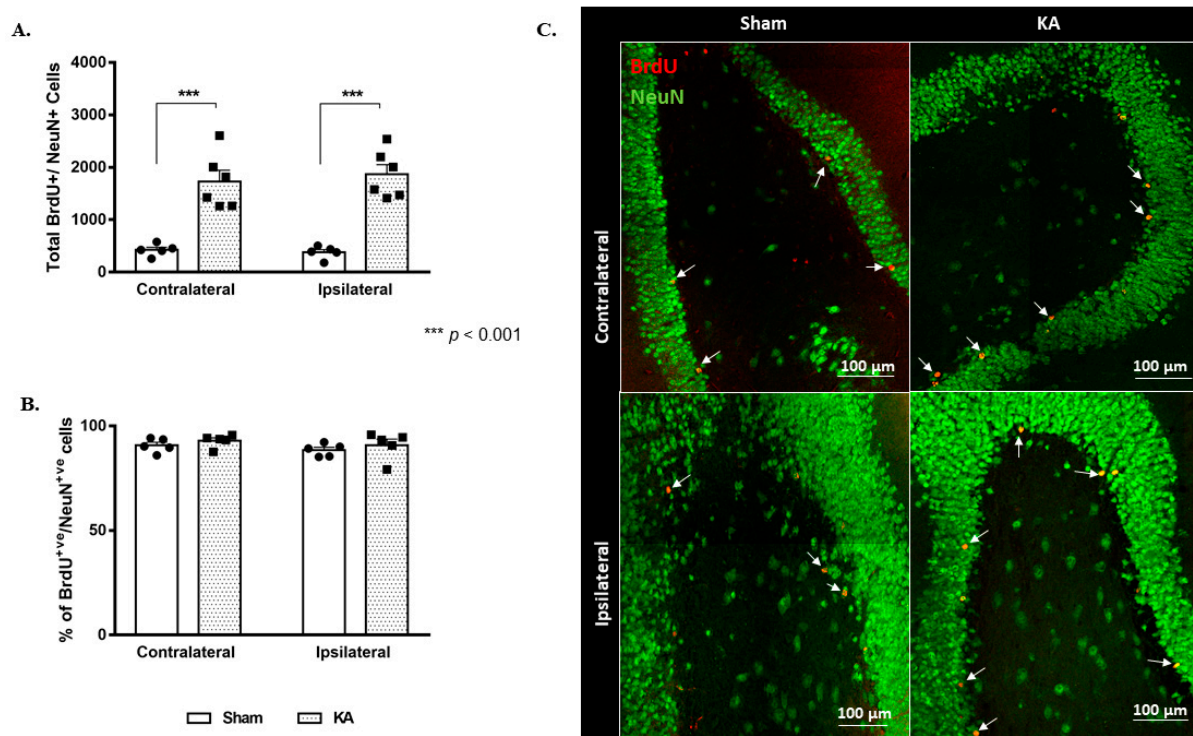 A.
Total BrdU+/ NeuN+ Cells
4000
3000
2000
1000
0
***
***
Contralateral
Ipsilateral
*** p < 0.001
B.
% of BrdU+ve/NeuN+ve cells
100
50
0
Contralateral
Ipsilateral
Sham
KA
C.
Sham
KA
BrdU
NeuN
Contralateral
100 µm
100 µm
Ipsilateral
100 µm
100 µm